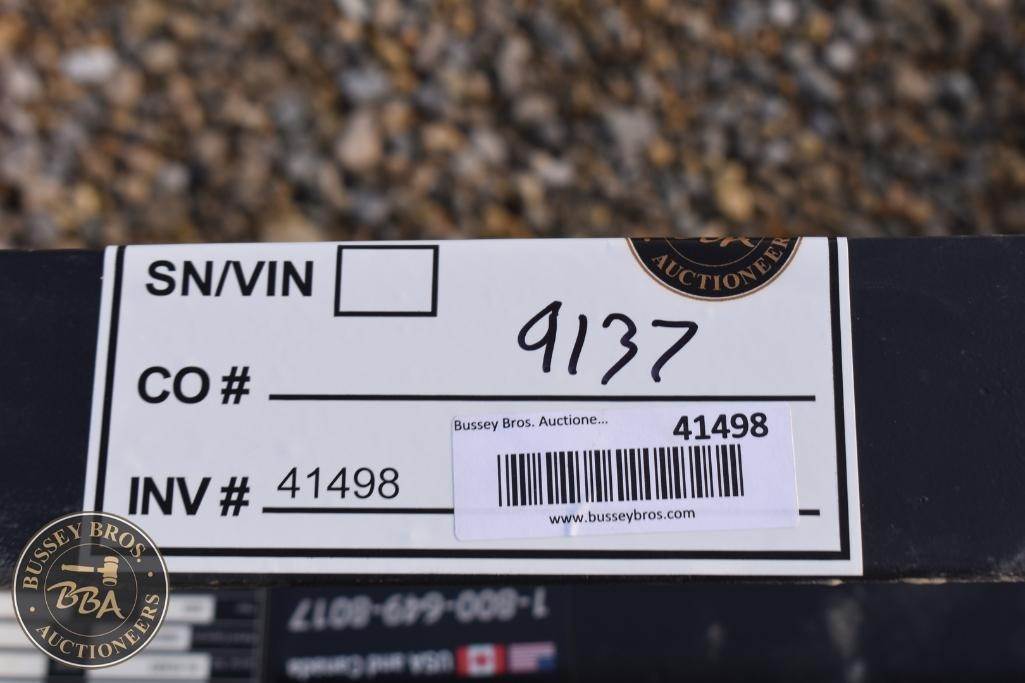 SN/VIN
AUCTIONEER
9137
CO #
Bussey Bros. Auctione...
41498
INV # 41498
www.busseybros.com
BUSSEY BROS.
BBA
AUCTIONEERS
1-800-649-8017
USA and Canada